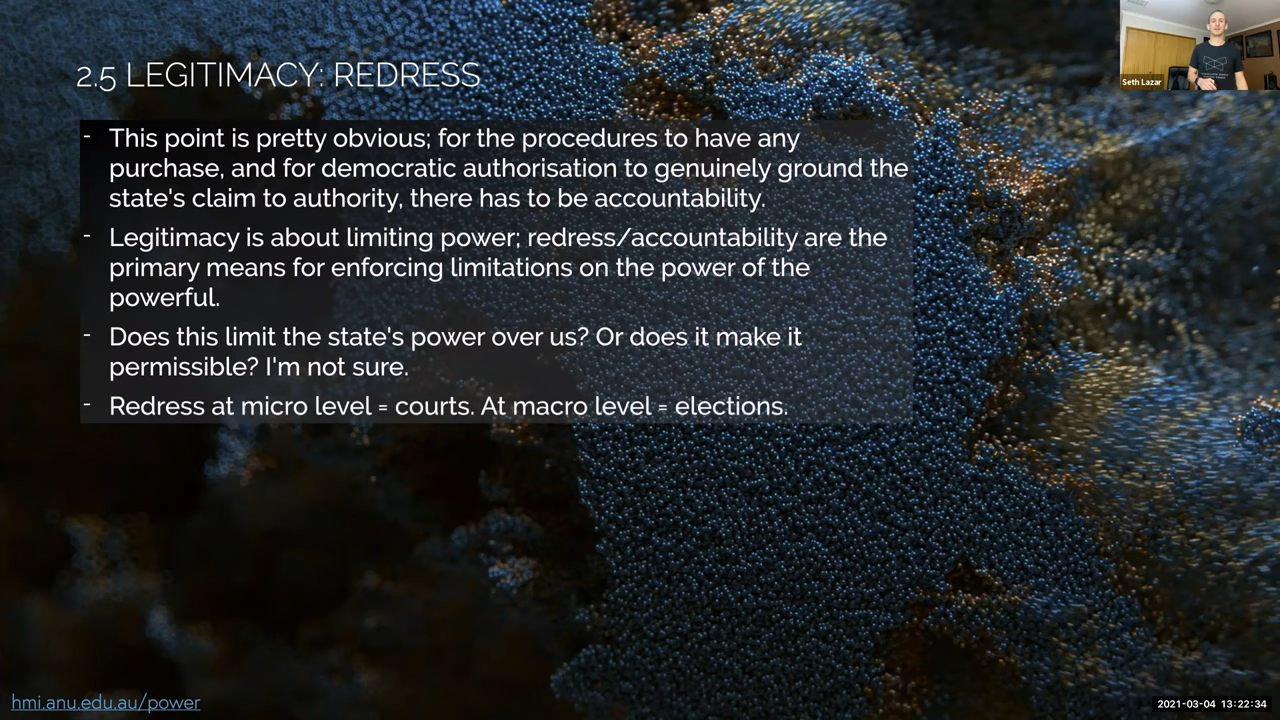 2.5 LEGITIMACY: REDRESS
Seth Lazar
- This point is pretty obvious; for the procedures to have any
purchase, and for democratic authorisation to genuinely ground the
state's claim to authority, there has to be accountability.
- Legitimacy is about limiting power; redress/accountability are the
primary means for enforcing limitations on the power of the
powerful.
- Does this limit the state's power over us? Or does it make it
permissible? I'm not sure.
- Redress at micro level = courts. At macro level = elections.
hmi.anu.edu.au/power
2021-03-04 13:22:34